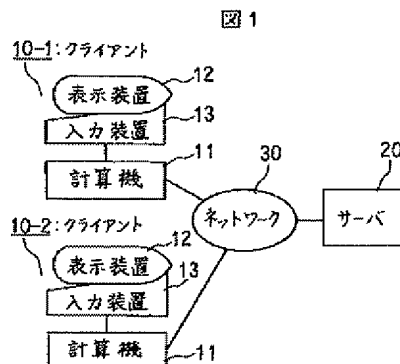 図 1
10-1:クライアント
12
表示装置
13
入力装置
11
計算機
30
20
ネットワーク
サーバ
10-2:クライアント
12
表示装置
13
入力装置
計算機
11